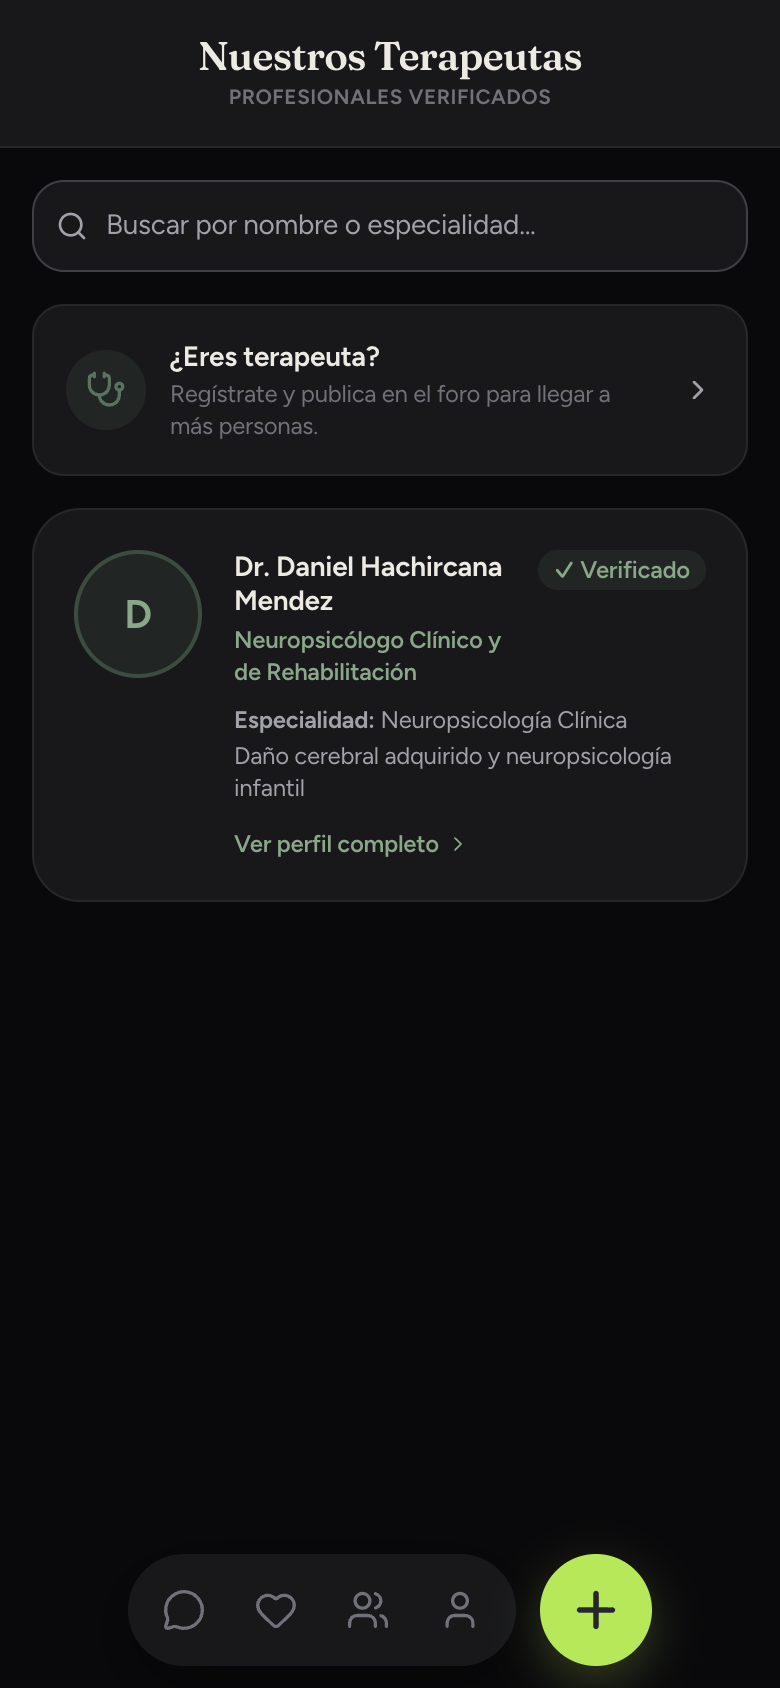 Nuestros Terapeutas
PROFESIONALES VERIFICADOS
Buscar por nombre o especialidad...
¿Eres terapeuta?
Regístrate y publica en el foro para llegar a
más personas.
D
Dr. Daniel Hachircana
Mendez
✓ Verificado
Neuropsicólogo Clínico y
de Rehabilitación
Especialidad: Neuropsicología Clínica
Daño cerebral adquirido y neuropsicología
infantil
Ver perfil completo